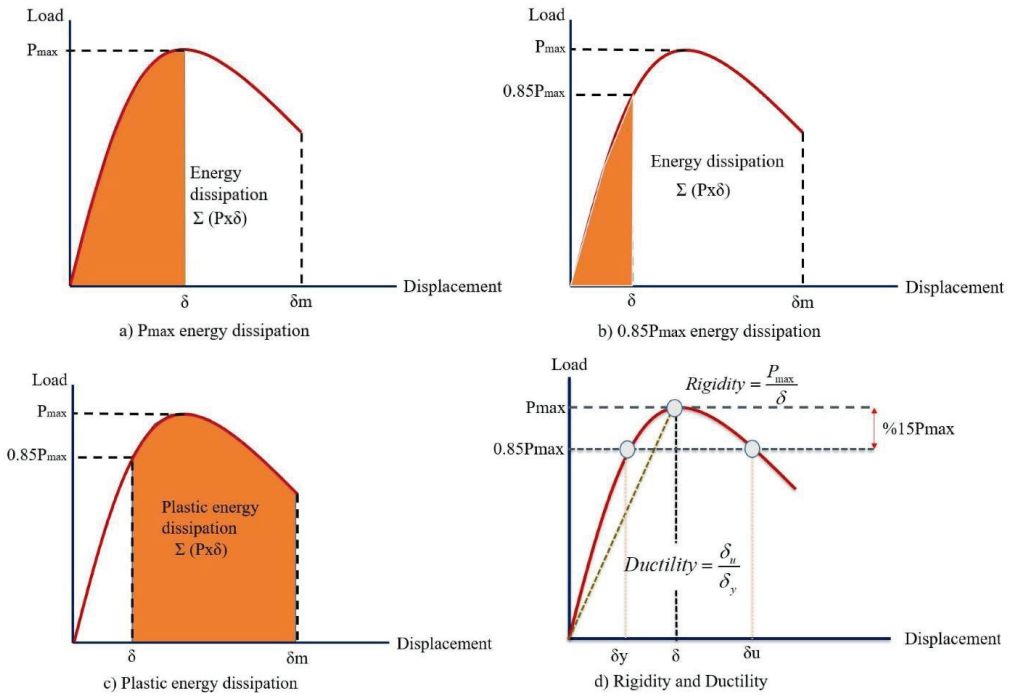 Load
Pmax
Energy
dissipation
Σ (Pxδ)
δ
δm
Displacement
a) Pmax energy dissipation
Load
Pmax
0.85Pmax
Energy dissipation
Σ (Pxδ)
δ
δm
Displacement
b) 0.85Pmax energy dissipation
Load
Pmax
0.85Pmax
Plastic energy
dissipation
Σ (Pxδ)
δ
δm
Displacement
c) Plastic energy dissipation
Load
Rigidity = Pmax / δ
Pmax
%15Pmax
0.85Pmax
Ductility = δu / δy
Displacement
δy
δ
δu
d) Rigidity and Ductility